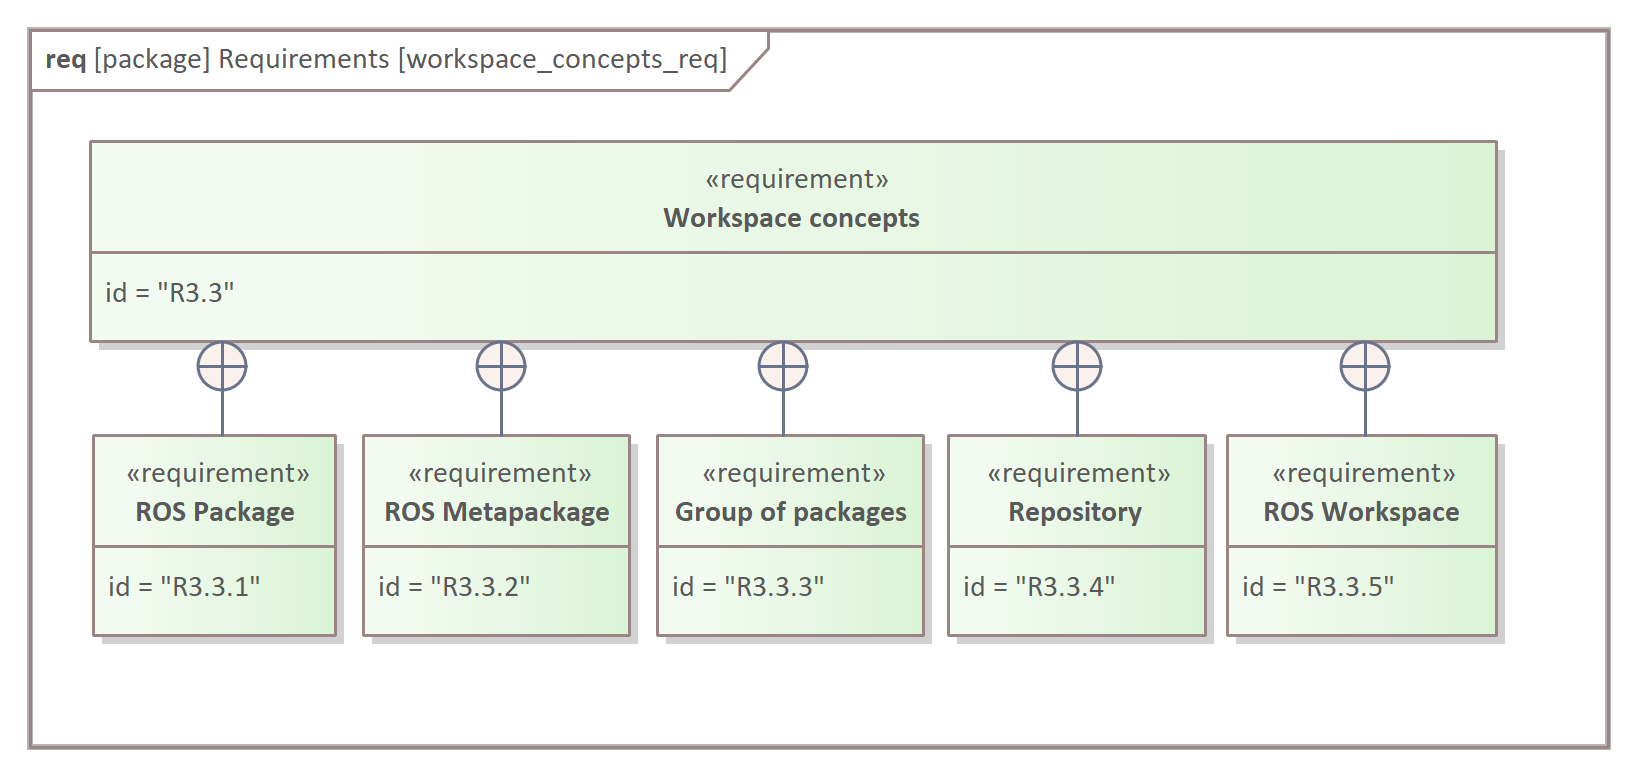 req [package] Requirements [workspace_concepts_req]
«requirement»
Workspace concepts
id = "R3.3"
«requirement»
ROS Package
id = "R3.3.1"
«requirement»
ROS Metapackage
id = "R3.3.2"
«requirement»
Group of packages
id = "R3.3.3"
«requirement»
Repository
id = "R3.3.4"
«requirement»
ROS Workspace
id = "R3.3.5"